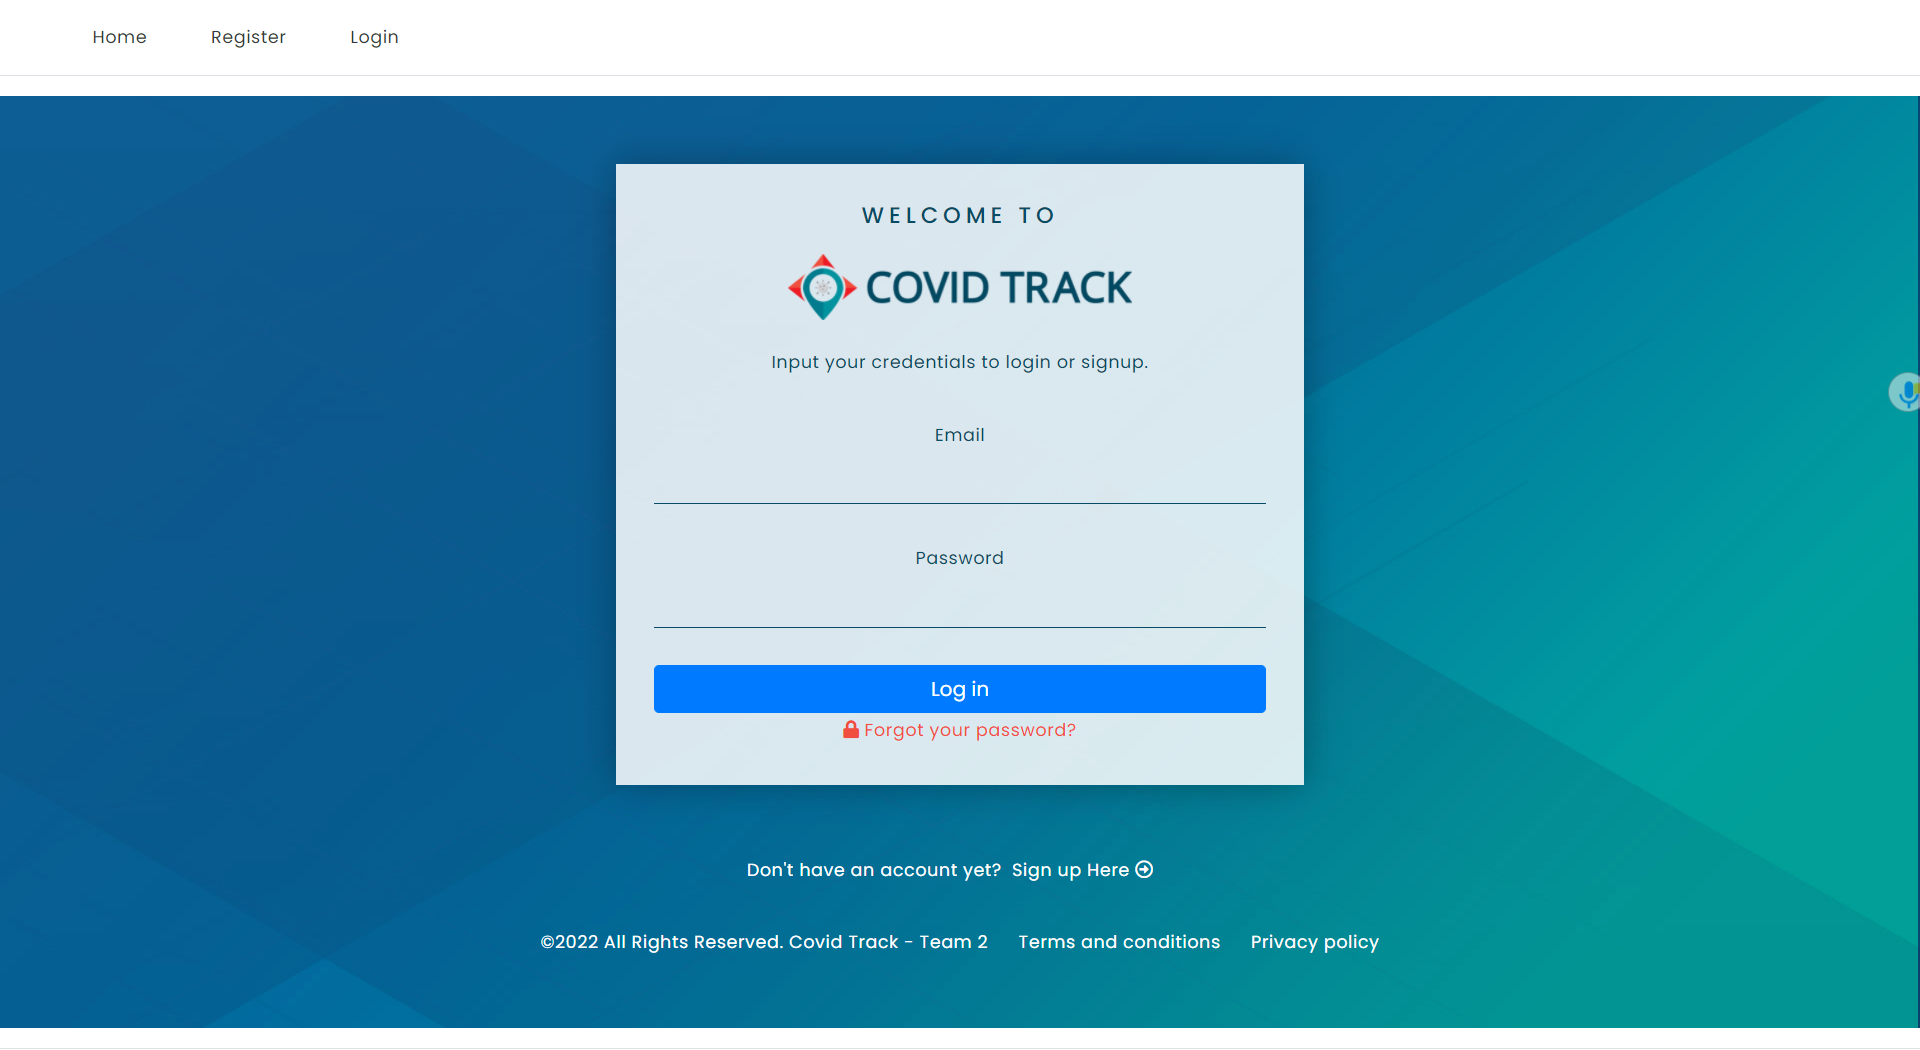 Home Register Login
WELCOME TO
COVID TRACK
Input your credentials to login or signup.
Email
Password
Log in
Forgot your password?
Don't have an account yet? Sign up Here
©2022 All Rights Reserved. Covid Track - Team 2 Terms and conditions Privacy policy